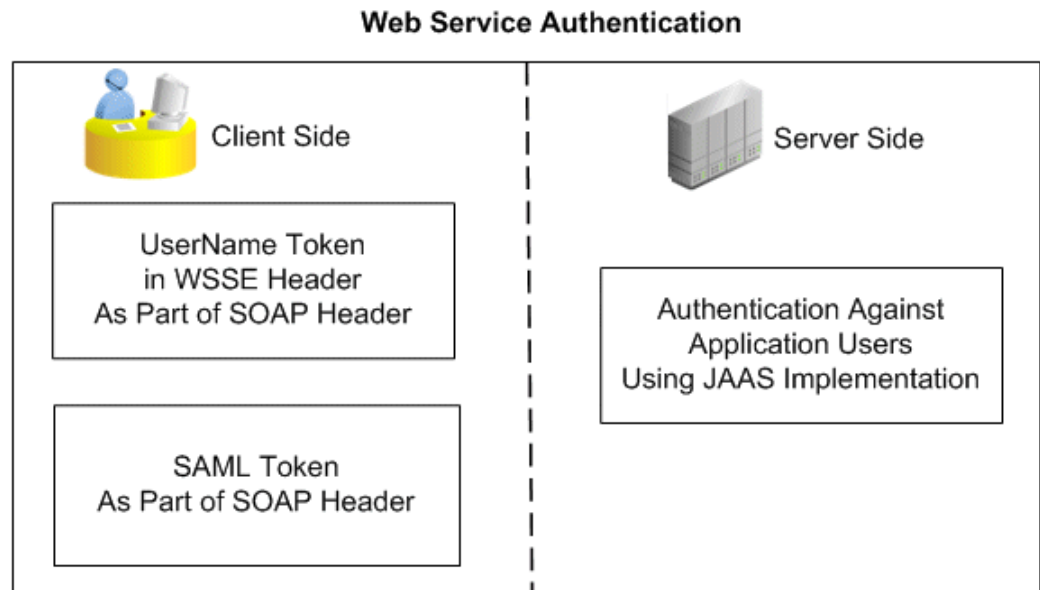 Web Service Authentication
Client Side
Server Side
UserName Token
in WSSE Header
As Part of SOAP Header
SAML Token
As Part of SOAP Header
Authentication Against
Application Users
Using JAAS Implementation